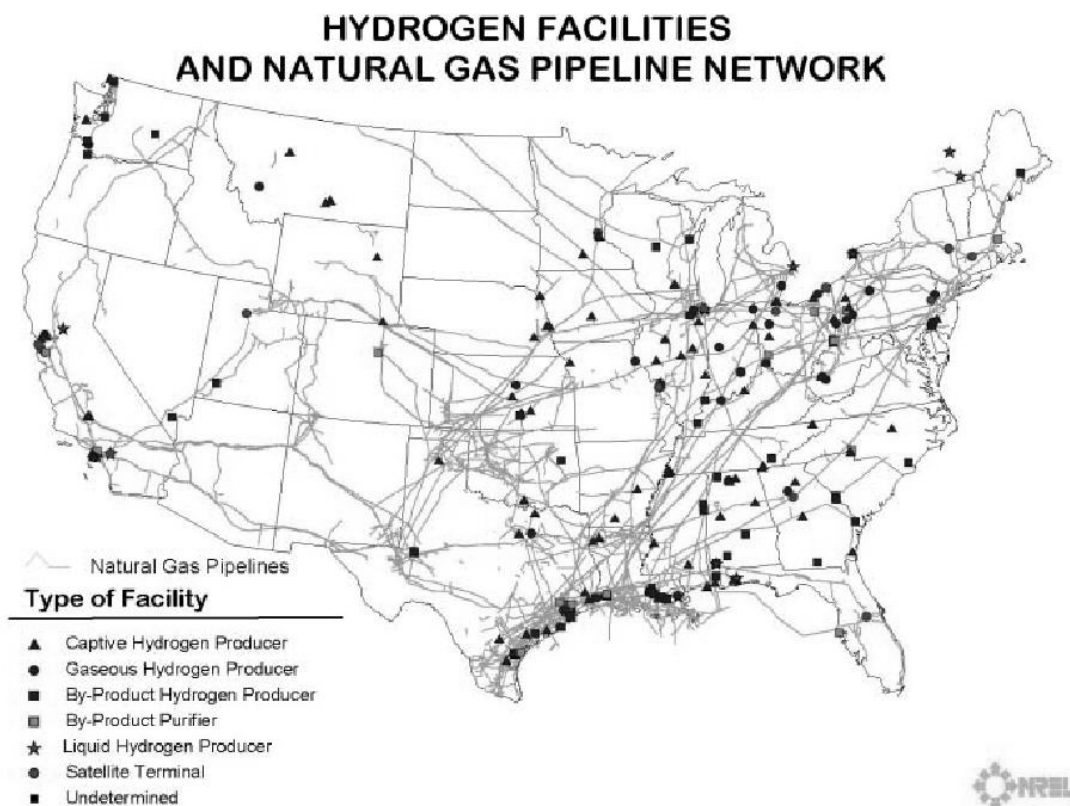 HYDROGEN FACILITIES
AND NATURAL GAS PIPELINE NETWORK
Natural Gas Pipelines
Type of Facility
Captive Hydrogen Producer
Gaseous Hydrogen Producer
By-Product Hydrogen Producer
By-Product Purifier
Liquid Hydrogen Producer
Satellite Terminal
Undetermined
NREL